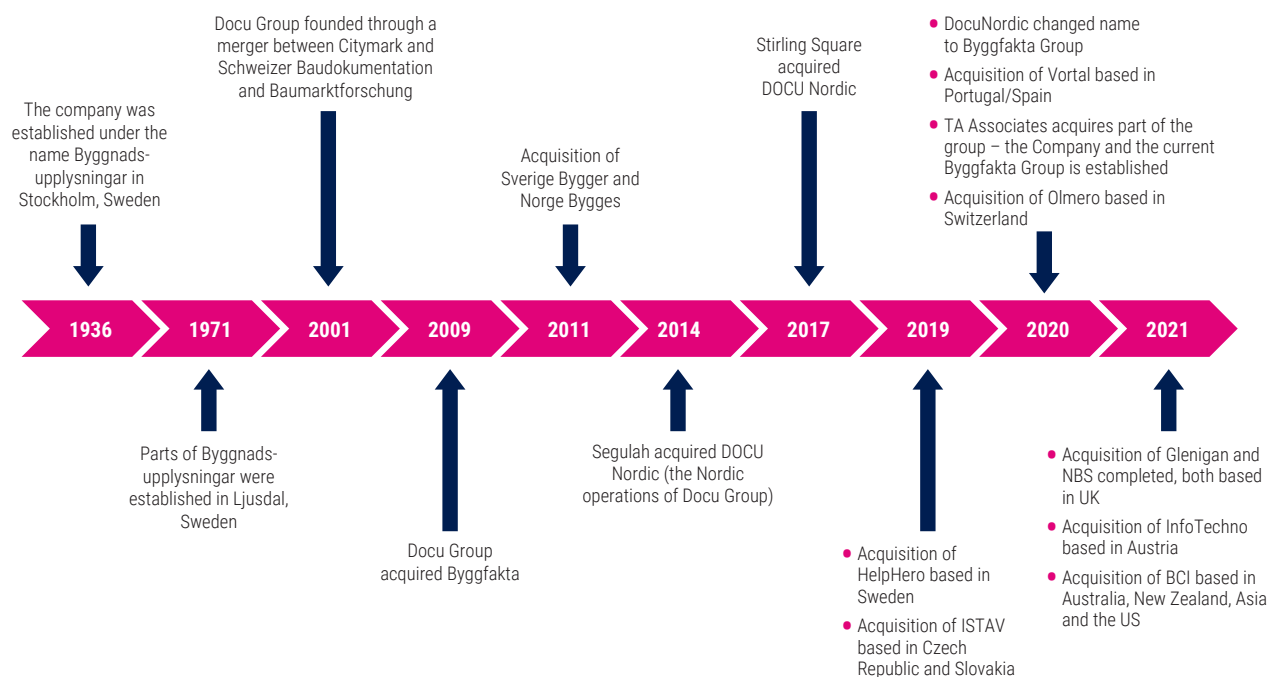 Docu Group founded through a
merger between Citymark and
Schweizer Baudokumentation
and Baumarktforschung
Stirling Square
acquired
DOCU Nordic
DocuNordic changed name
to Byggfakta Group
Acquisition of Vortal based in
Portugal/Spain
TA Associates acquires part of the
group – the Company and the current
Byggfakta Group is established
Acquisition of Olmero based in
Switzerland
The company was
established under the
name Byggnads-
upplysningar in
Stockholm, Sweden
Acquisition of
Sverige Bygger and
Norge Bygges
1936
1971
2001
2009
2011
2014
2017
2019
2020
2021
Parts of Byggnads-
upplysningar were
established in Ljusdal,
Sweden
Docu Group
acquired Byggfakta
Segulah acquired DOCU
Nordic (the Nordic
operations of Docu Group)
Acquisition of
HelpHero based in
Sweden
Acquisition of ISTAV
based in Czech
Republic and Slovakia
Acquisition of Glenigan and
NBS completed, both based
in UK
Acquisition of InfoTechno
based in Austria
Acquisition of BCI based in
Australia, New Zealand, Asia
and the US